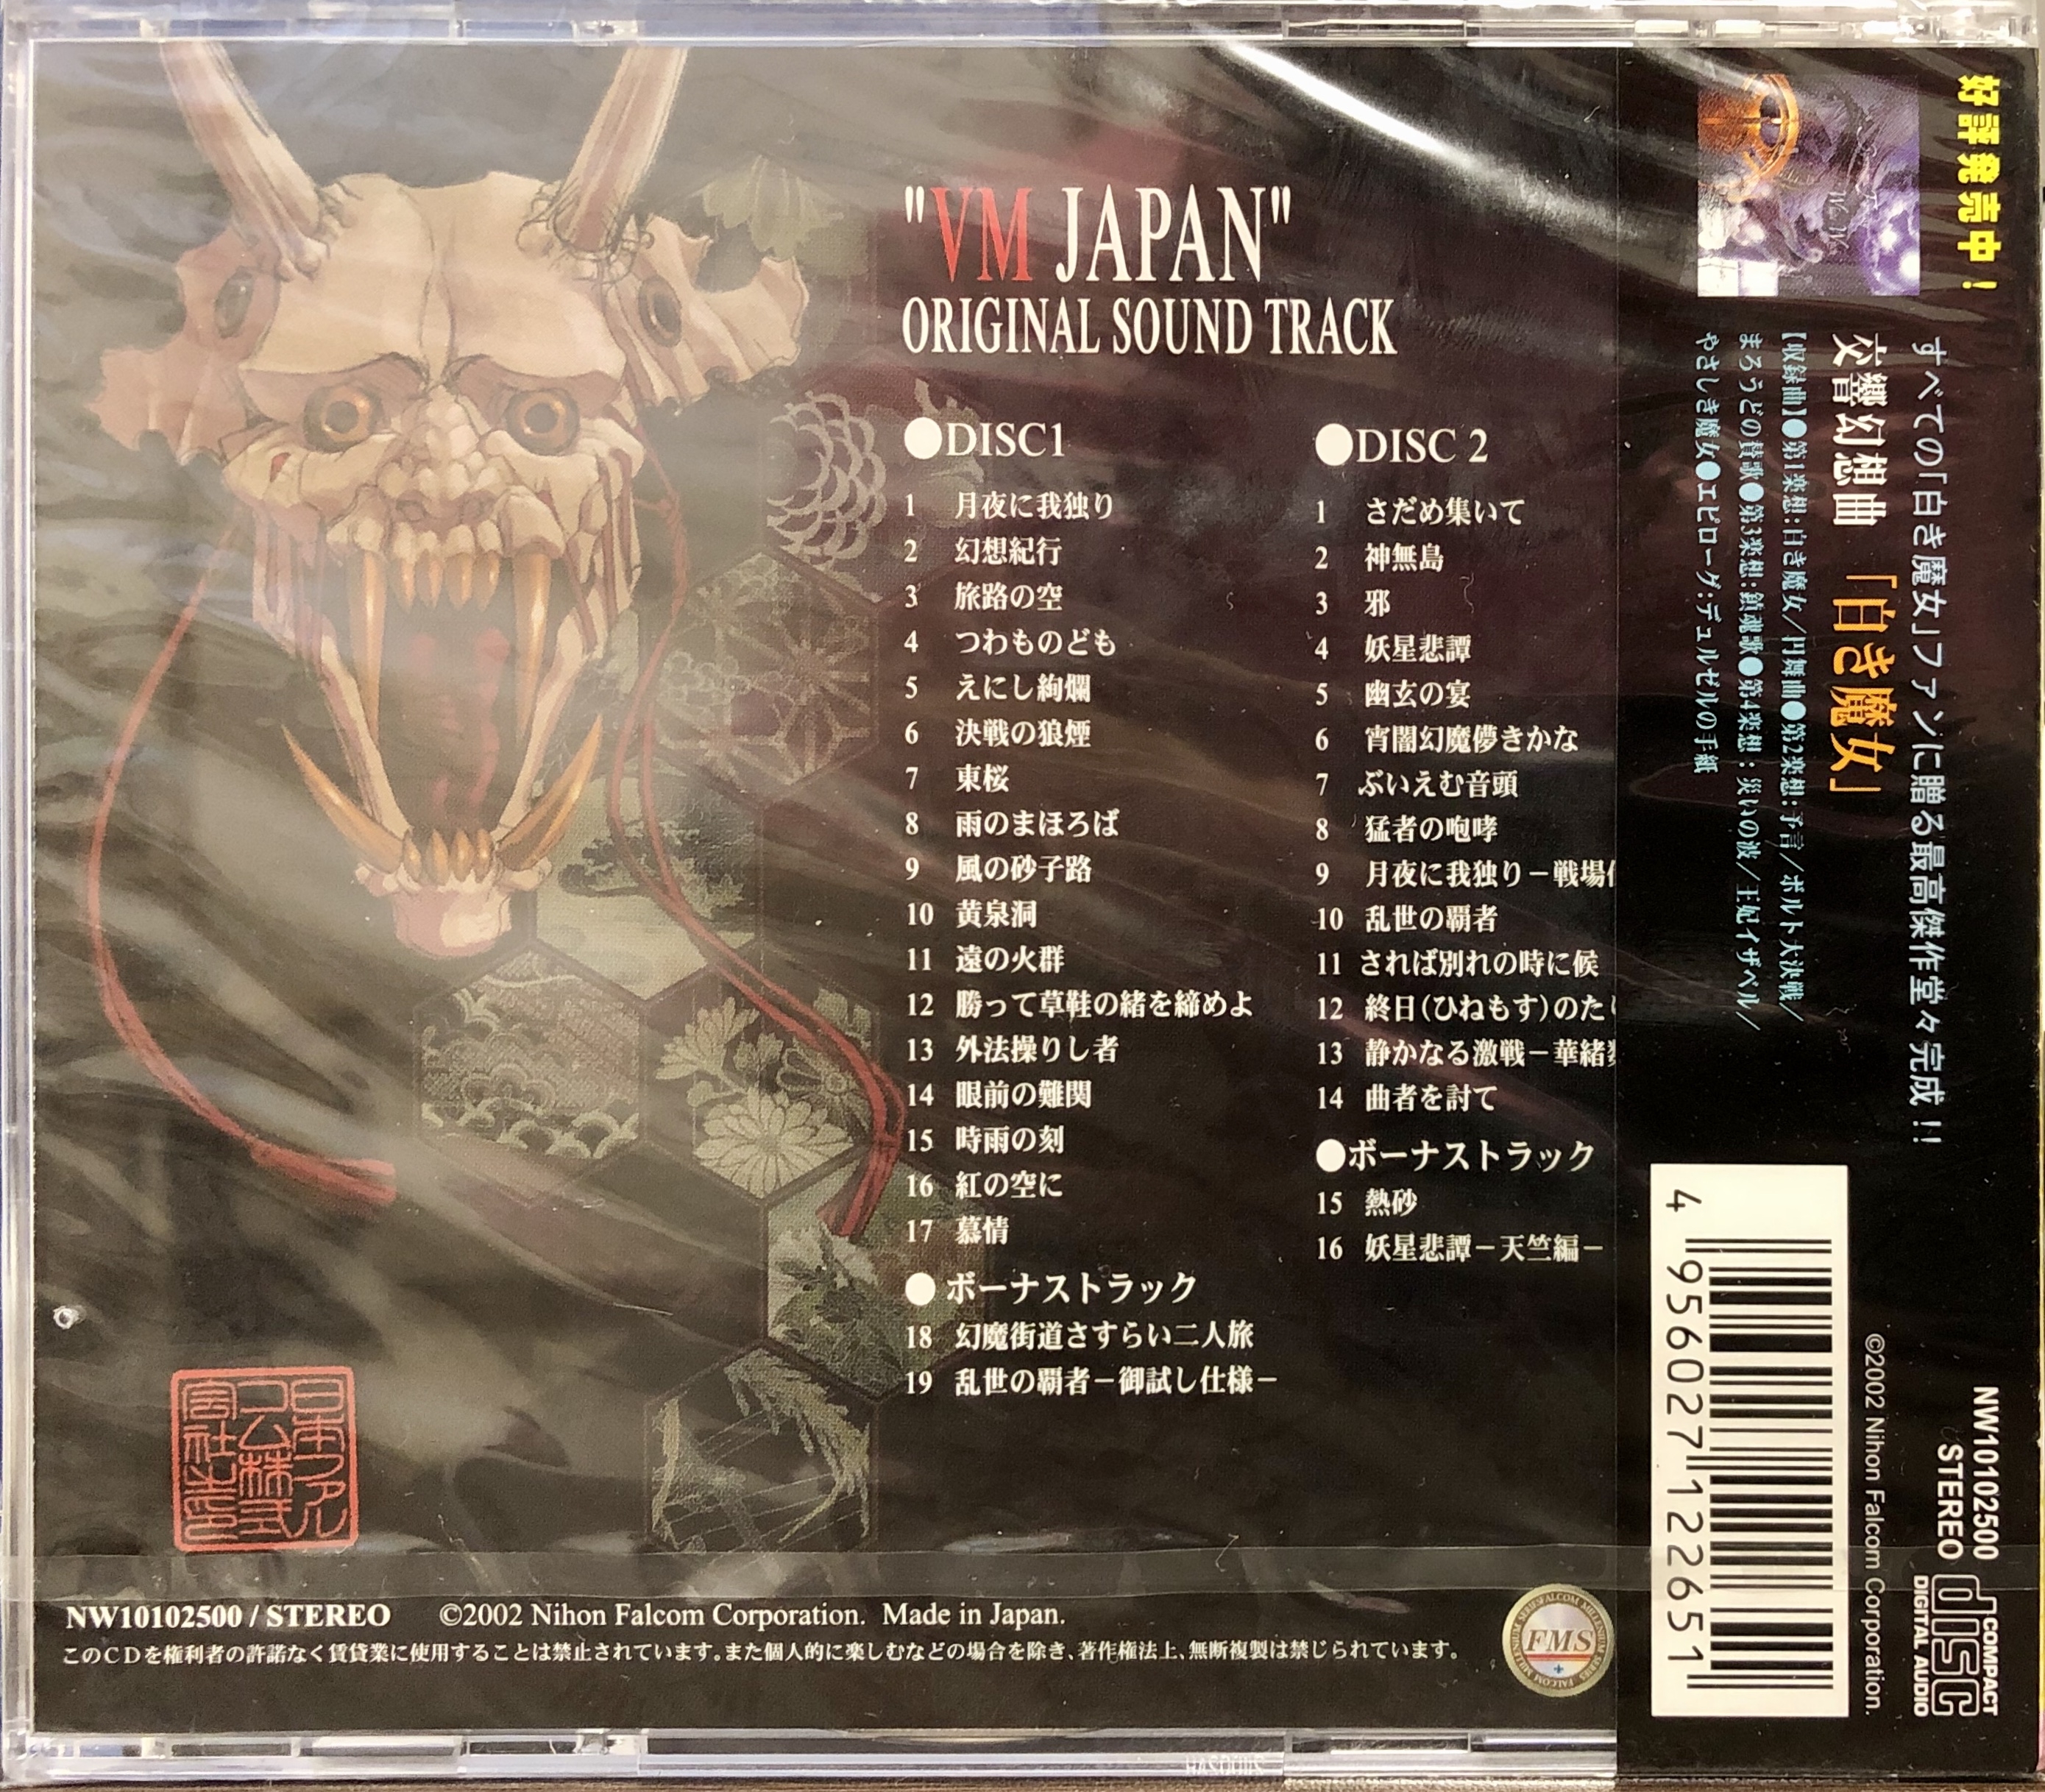 "VM JAPAN"
ORIGINAL SOUND TRACK
●DISC1
1 月夜に我独り
2 幻想紀行
3 旅路の空
4 つわものども
5 えにし絢爛
6 決戦の狼煙
7 東桜
8 雨のまほろば
9 風の砂子路
10 黄泉洞
11 遠の火群
12 勝って草鞋の緒を締めよ
13 外法操りし者
14 眼前の難関
15 時雨の刻
16 紅の空に
17 慕情
●ボーナストラック
18 幻魔街道さすらい二人旅
19 乱世の覇者－御試し仕様－
●DISC 2
1 さだめ集いて
2 神無島
3 邪
4 妖星悲譚
5 幽玄の宴
6 宵闇幻魔儚きかな
7 ぶいえむ音頭
8 猛者の咆哮
9 月夜に我独り－戦場
10 乱世の覇者
11 されば別れの時に候
12 終日(ひねもす)のた
13 静かなる激戦－華緒
14 曲者を討て
●ボーナストラック
15 熱砂
16 妖星悲譚－天竺編－
日本ファル
コム株式
会社之印
NW10102500 / STEREO ©2002 Nihon Falcom Corporation. Made in Japan.
このCDを権利者の許諾なく賃貸業に使用することは禁止されています。また個人的に楽しむなどの場合を除き、著作権法上、無断複製は禁じられています。
FMS
好評発売中！
すべての「白き魔女」ファンに贈る最高傑作堂々完成!!
交響幻想曲 「白き魔女」
【収録曲】●第1楽想:白き魔女／円舞曲●第2楽想:予言／ボルト大決戦／
まろうどの賛歌●第3楽想:鎮魂歌●第4楽想:災いの波／王妃イザベル／
やさしき魔女●エピローグ:デュルゼルの手紙
4 956027 122651
©2002 Nihon Falcom Corporation.
NW10102500
STEREO
COMPACT
disc
DIGITAL AUDIO